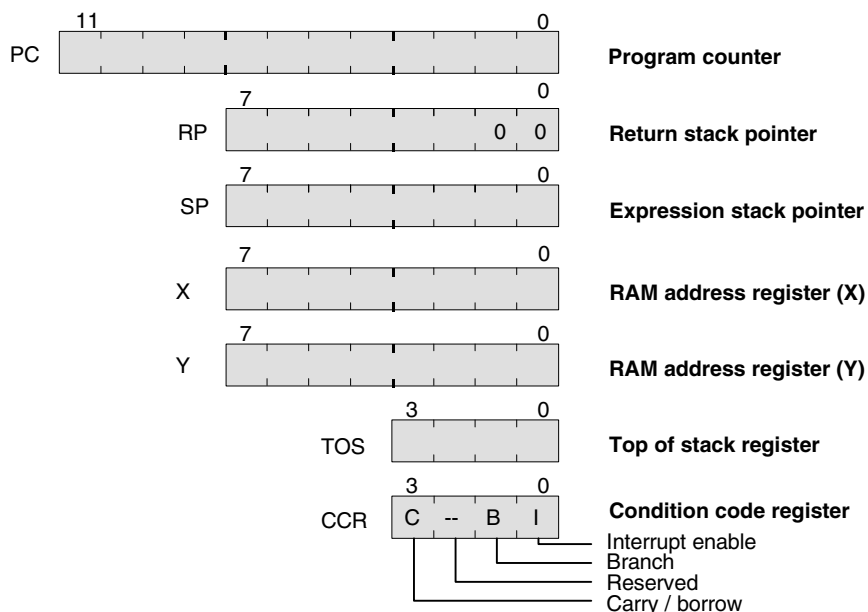 11 0
PC Program counter
7 0
RP 0 0 Return stack pointer
7 0
SP Expression stack pointer
7 0
X RAM address register (X)
7 0
Y RAM address register (Y)
3 0
TOS Top of stack register
3 0
CCR C -- B I Condition code register
Interrupt enable
Branch
Reserved
Carry / borrow